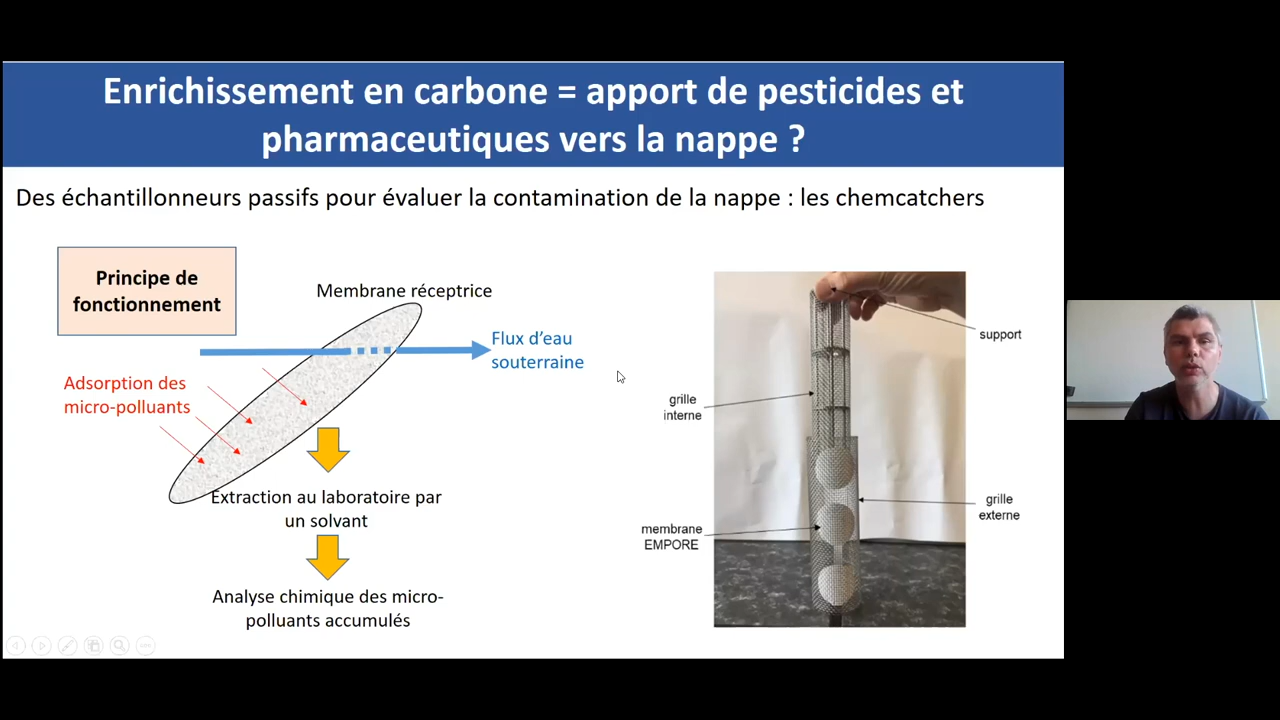 Enrichissement en carbone = apport de pesticides et
pharmaceutiques vers la nappe ?
Des échantillonneurs passifs pour évaluer la contamination de la nappe : les chemcatchers
Principe de
fonctionnement
Membrane réceptrice
Flux d'eau
souterraine
Adsorption des
micro-polluants
Extraction au laboratoire par
un solvant
Analyse chimique des micro-
polluants accumulés
support
grille
interne
grille
externe
membrane
EMPORE